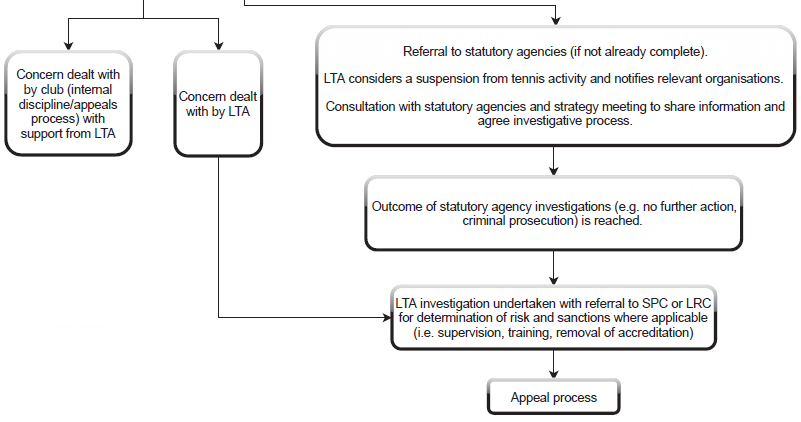 Concern dealt with
by club (internal
discipline/appeals
process) with
support from LTA
Concern dealt
with by LTA
Referral to statutory agencies (if not already complete).
LTA considers a suspension from tennis activity and notifies relevant organisations.
Consultation with statutory agencies and strategy meeting to share information and
agree investigative process.
Outcome of statutory agency investigations (e.g. no further action,
criminal prosecution) is reached.
LTA investigation undertaken with referral to SPC or LRC
for determination of risk and sanctions where applicable
(i.e. supervision, training, removal of accreditation)
Appeal process